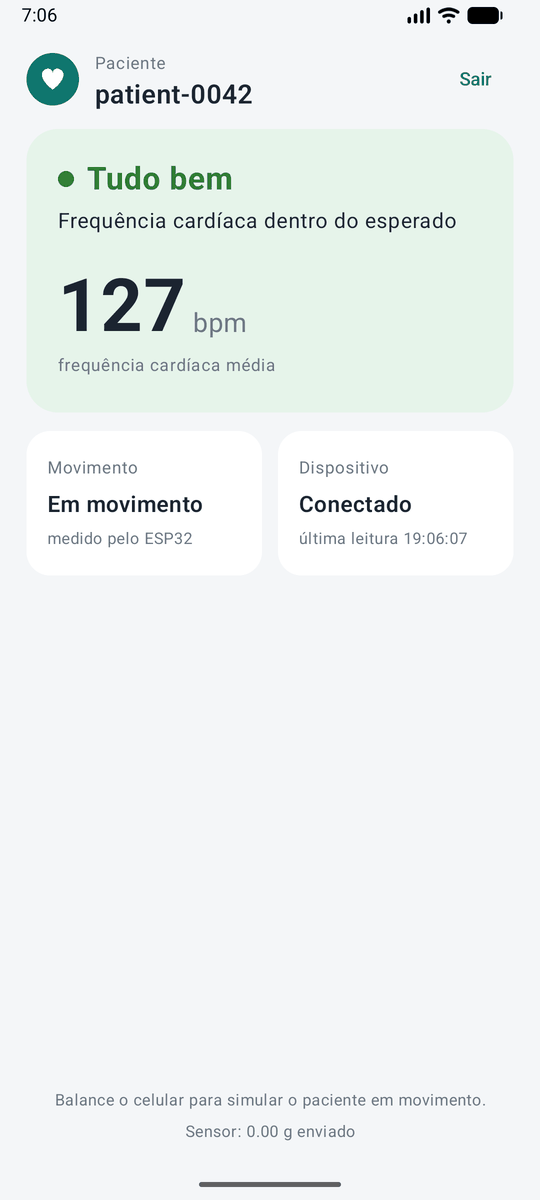 7:06
Paciente
patient-0042
Sair
Tudo bem
Frequência cardíaca dentro do esperado
127 bpm
frequência cardíaca média
Movimento
Em movimento
medido pelo ESP32
Dispositivo
Conectado
última leitura 19:06:07
Balance o celular para simular o paciente em movimento.
Sensor: 0.00 g enviado